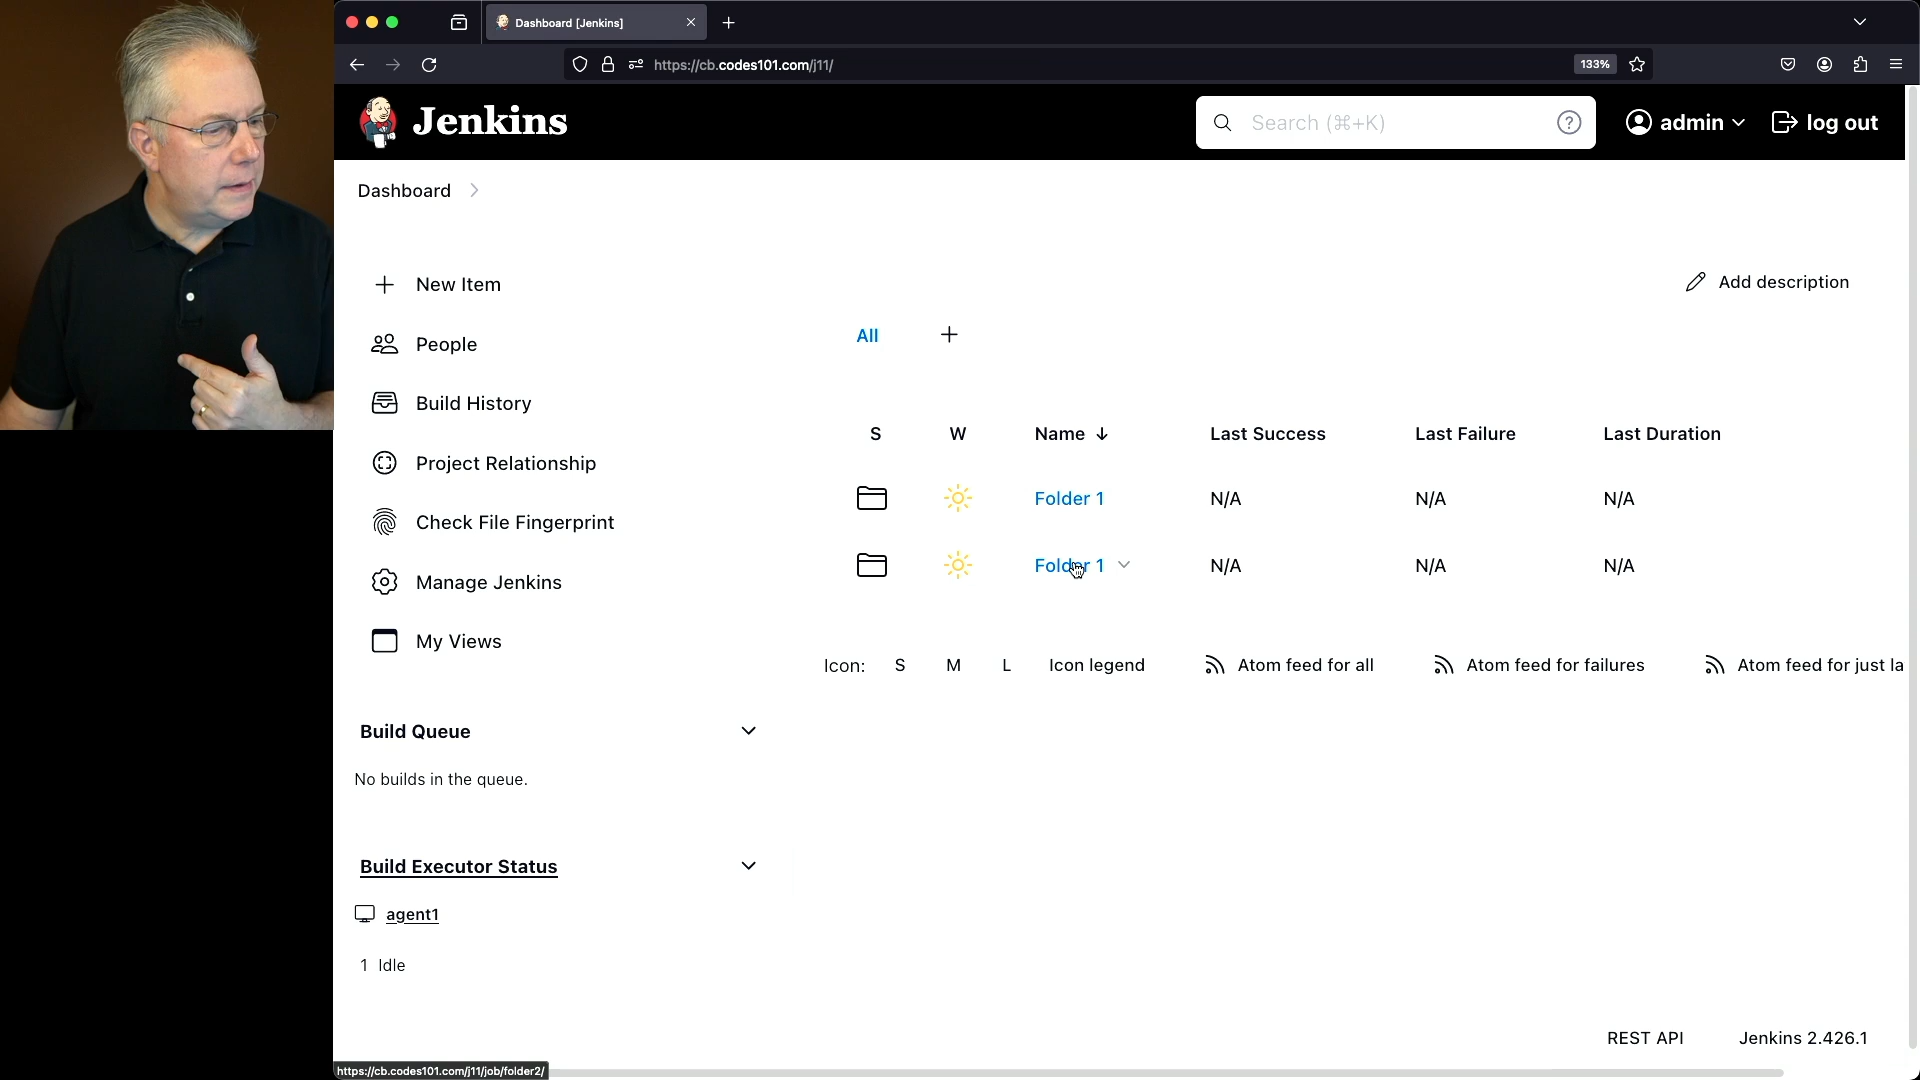 Dashboard [Jenkins]
https://cb.codes101.com/j11/
133%
Jenkins
Search (⌘+K)
admin
log out
Dashboard
New Item
People
Build History
Project Relationship
Check File Fingerprint
Manage Jenkins
My Views
Add description
All
S W Name ↓ Last Success Last Failure Last Duration
Folder 1 N/A N/A N/A
Folder 1 N/A N/A N/A
Icon: S M L Icon legend Atom feed for all Atom feed for failures Atom feed for just la
Build Queue
No builds in the queue.
Build Executor Status
agent1
1 Idle
REST API Jenkins 2.426.1
https://cb.codes101.com/j11/job/folder2/